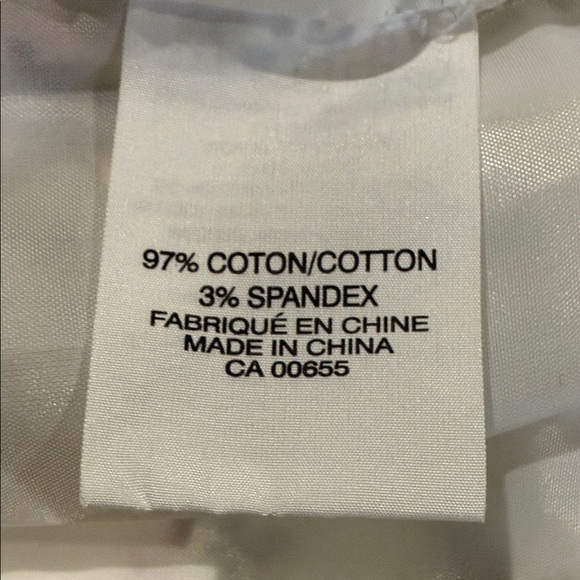 97% COTON/COTTON
3% SPANDEX
FABRIQUÉ EN CHINE
MADE IN CHINA
CA 00655